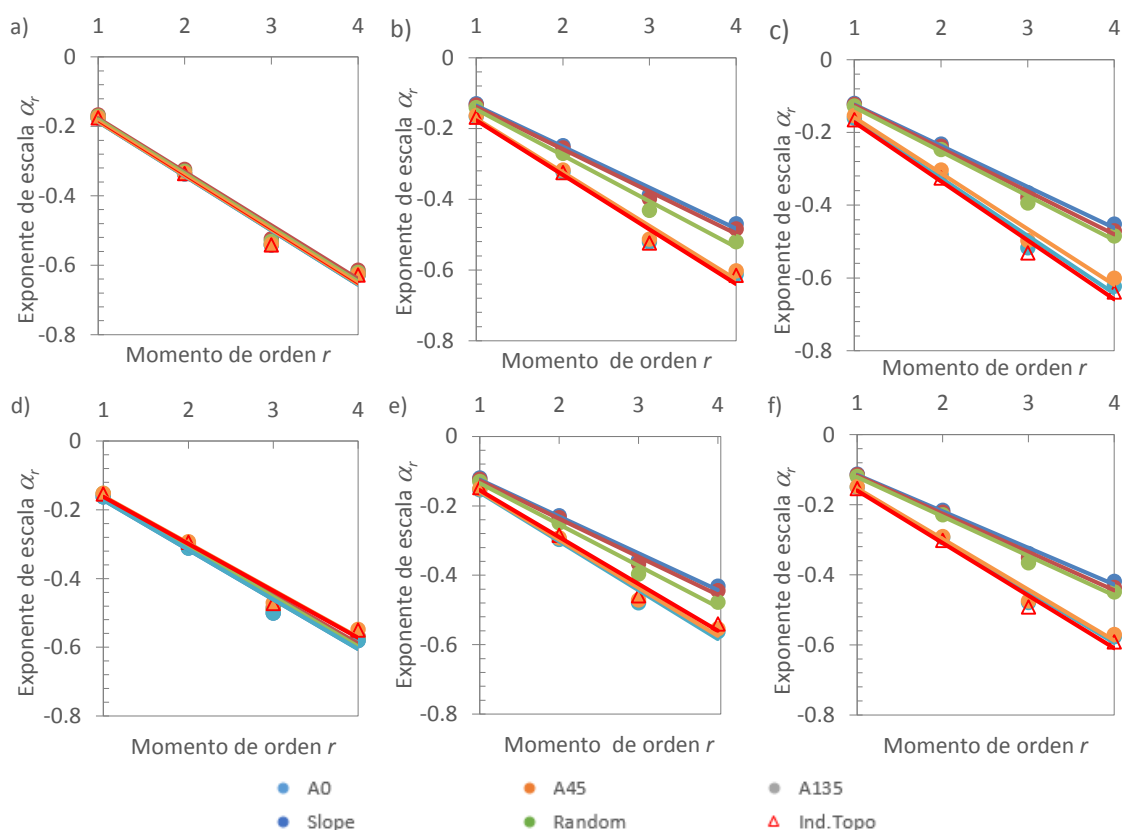 a)
1 2 3 4
0
-0.2
-0.4
-0.6
-0.8
Exponente de escala αr
Momento de orden r
b)
1 2 3 4
0
-0.2
-0.4
-0.6
-0.8
Exponente de escala αr
Momento de orden r
c)
1 2 3 4
0
-0.2
-0.4
-0.6
-0.8
Exponente de escala αr
Momento de orden r
d)
1 2 3 4
0
-0.2
-0.4
-0.6
-0.8
Exponente de escala αr
Momento de orden r
e)
1 2 3 4
0
-0.2
-0.4
-0.6
-0.8
Exponente de escala αr
Momento de orden r
f)
1 2 3 4
0
-0.2
-0.4
-0.6
-0.8
Exponente de escala αr
Momento de orden r
A0 A45 A135
Slope Random Ind.Topo